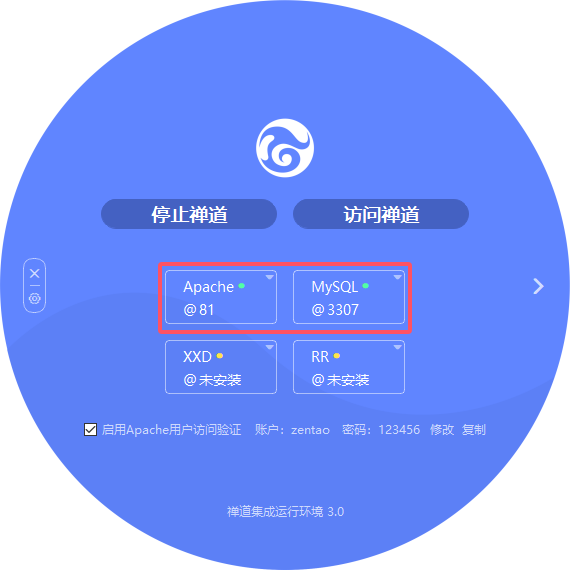 停止禅道 访问禅道
Apache MySQL
@81 @3307
XXD RR
@未安装 @未安装
启用Apache用户访问验证 账户：zentao 密码：123456 修改 复制
禅道集成运行环境 3.0